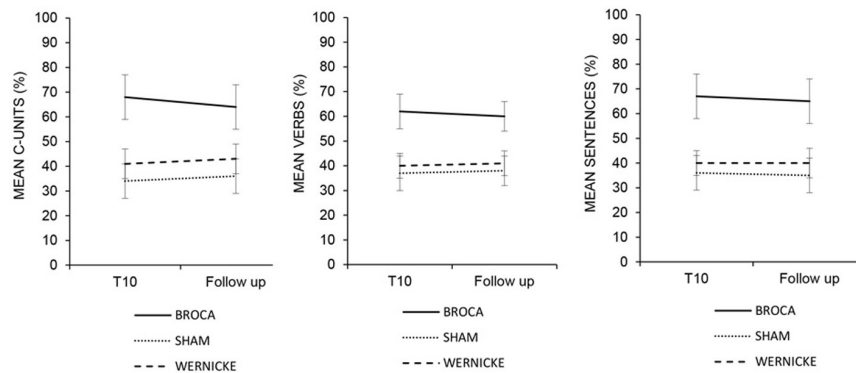 MEAN C-UNITS (%)
100
90
80
70
60
50
40
30
20
10
0
T10 Follow up
BROCA
SHAM
WERNICKE
MEAN VERBS (%)
100
90
80
70
60
50
40
30
20
10
0
T10 Follow up
BROCA
SHAM
WERNICKE
MEAN SENTENCES (%)
100
90
80
70
60
50
40
30
20
10
0
T10 Follow up
BROCA
SHAM
WERNICKE